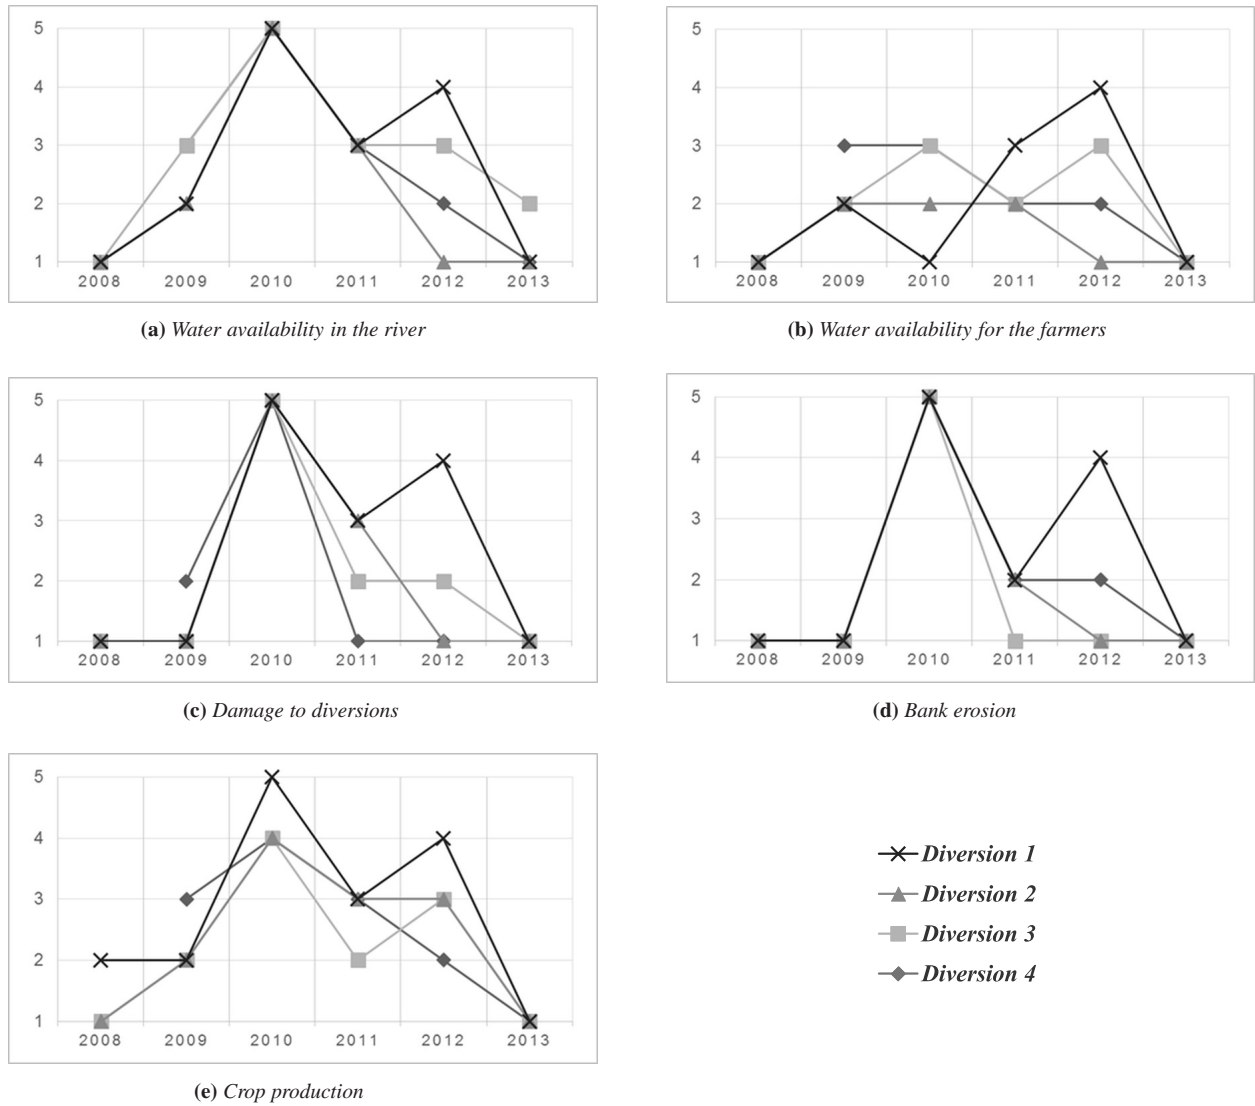 5
4
3
2
1
2008 2009 2010 2011 2012 2013
(a) Water availability in the river
5
4
3
2
1
2008 2009 2010 2011 2012 2013
(b) Water availability for the farmers
5
4
3
2
1
2008 2009 2010 2011 2012 2013
(c) Damage to diversions
5
4
3
2
1
2008 2009 2010 2011 2012 2013
(d) Bank erosion
5
4
3
2
1
2008 2009 2010 2011 2012 2013
(e) Crop production
Diversion 1
Diversion 2
Diversion 3
Diversion 4